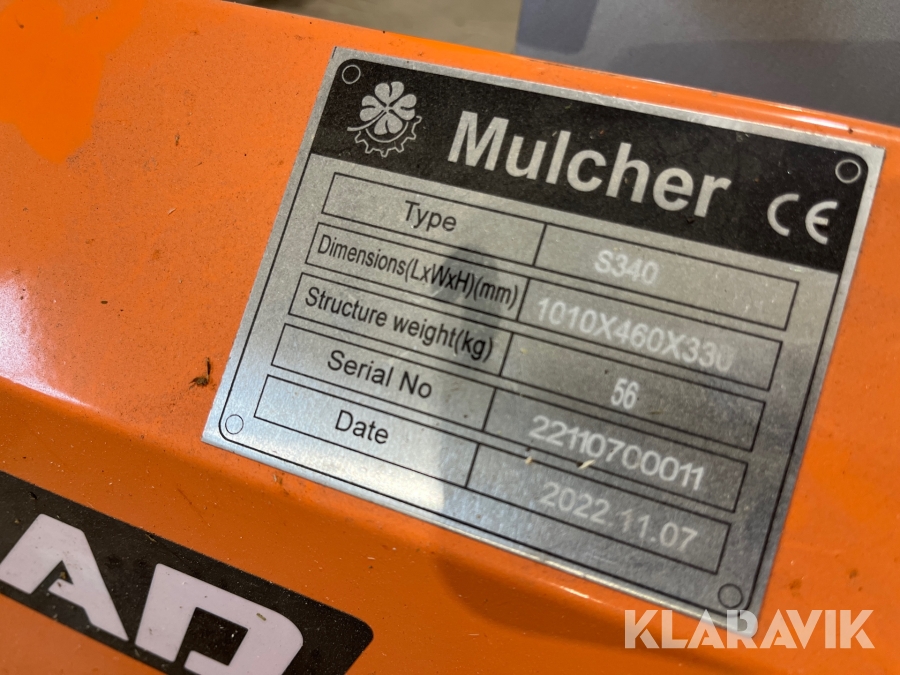 Mulcher
CE
Type S340
Dimensions(LxWxH)(mm) 1010X460X330
Structure weight(kg) 56
Serial No 22110700011
Date 2022.11.07
AD
KLARAVIK